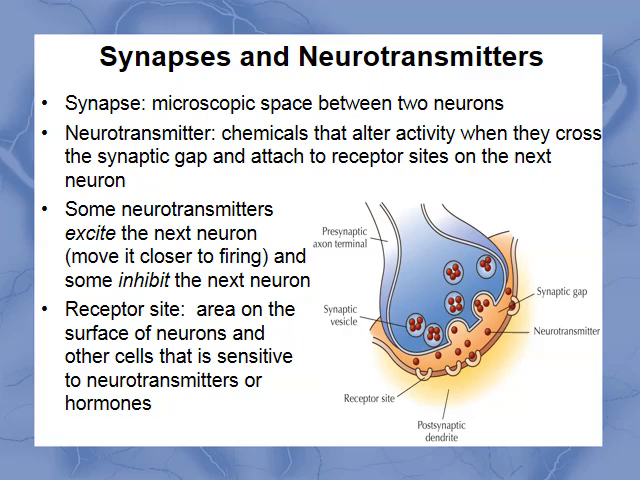 Synapses and Neurotransmitters
• Synapse: microscopic space between two neurons
• Neurotransmitter: chemicals that alter activity when they cross
the synaptic gap and attach to receptor sites on the next
neuron
• Some neurotransmitters
excite the next neuron
(move it closer to firing) and
some inhibit the next neuron
• Receptor site: area on the
surface of neurons and
other cells that is sensitive
to neurotransmitters or
hormones
Presynaptic
axon terminal
Synaptic gap
Synaptic
vesicle
Neurotransmitter
Receptor site
Postsynaptic
dendrite